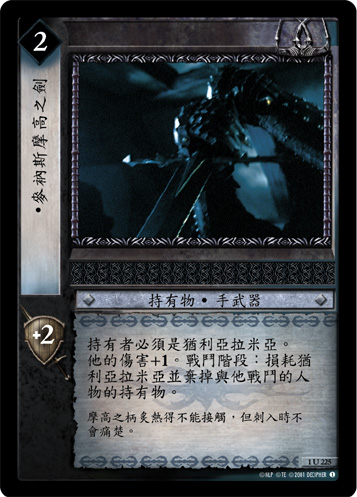 2
•麥衲斯摩高之劍
持有物 • 手武器
+2
持有者必須是猶利亞拉米亞。
他的傷害+1。戰鬥階段：損耗猶
利亞拉米亞並棄掉與他戰鬥的人
物的持有物。
摩高之柄炙熱得不能接觸，但刺入時不
會痛楚。
1 U 225
©NLP ©TE ©2001 DECIPHER